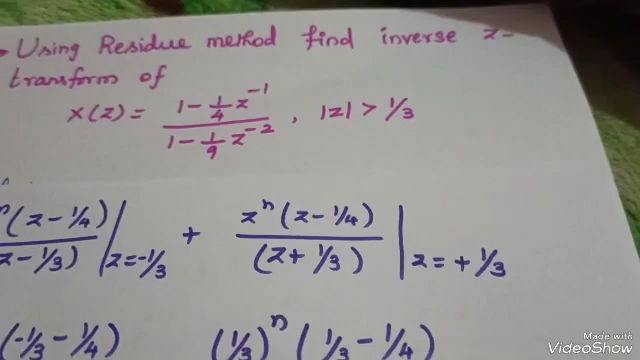 Using Residue method find inverse z-
transform of
X(z) = (1 - 1/4 z^-1) / (1 - 1/9 z^-2) , |z| > 1/3
n (z - 1/4) / z - 1/3) | z = -1/3 + z^n (z - 1/4) / (z + 1/3) | z = + 1/3
(-1/3 - 1/4) (1/3)^n (1/3 - 1/4)
Made with
VideoShow